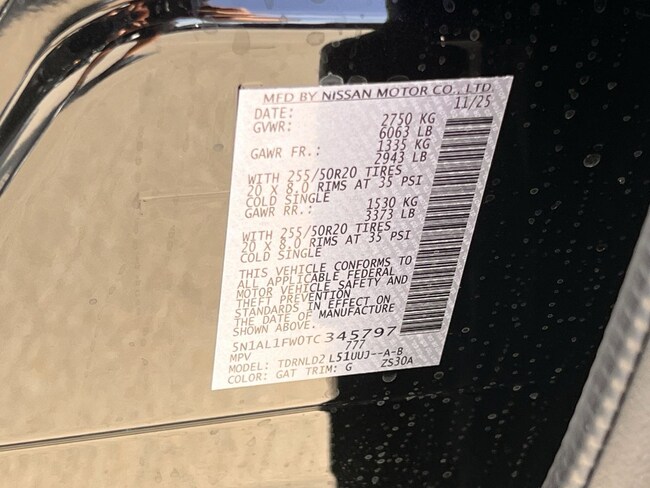 MFD BY NISSAN MOTOR CO., LTD.
DATE: 11/25
GVWR: 2750 KG
6063 LB
GAWR FR.: 1335 KG
2943 LB
WITH 255/50R20 TIRES
20 X 8.0 RIMS AT 35 PSI
COLD SINGLE
GAWR RR.: 1530 KG
3373 LB
WITH 255/50R20 TIRES
20 X 8.0 RIMS AT 35 PSI
COLD SINGLE
THIS VEHICLE CONFORMS TO
ALL APPLICABLE FEDERAL
MOTOR VEHICLE SAFETY AND
THEFT PREVENTION
STANDARDS IN EFFECT ON
THE DATE OF MANUFACTURE
SHOWN ABOVE.
5N1AL1FW0TC345797
MPV 777
MODEL: TDRNLD2 L51UUJ--A-B
COLOR: GAT TRIM: G ZS30A